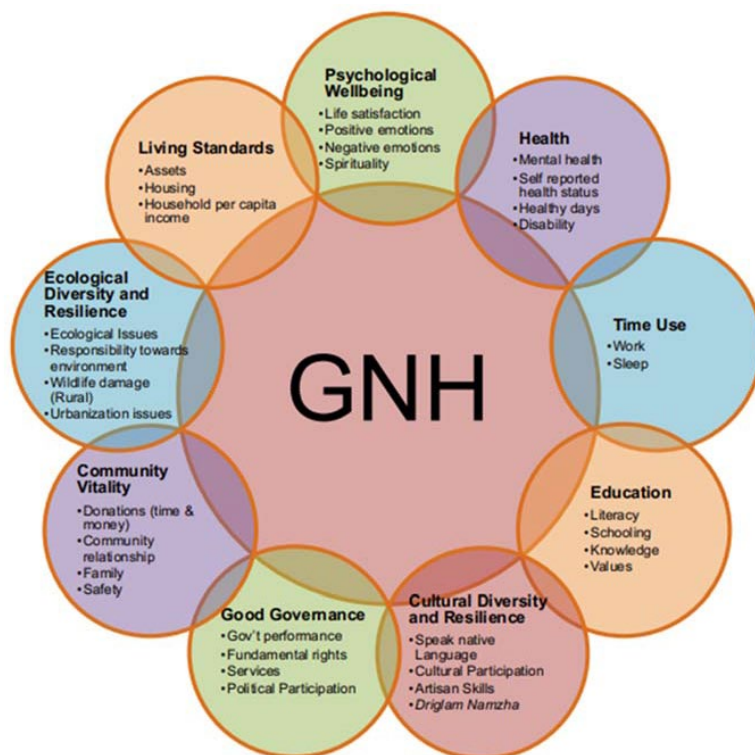 Psychological
Wellbeing
•Life satisfaction
•Positive emotions
•Negative emotions
•Spirituality
Health
•Mental health
•Self reported
health status
•Healthy days
•Disability
Time Use
•Work
•Sleep
Education
•Literacy
•Schooling
•Knowledge
•Values
Cultural Diversity
and Resilience
•Speak native
Language
•Cultural Participation
•Artisan Skills
•Driglam Namzha
Good Governance
•Gov't performance
•Fundamental rights
•Services
•Political Participation
Community
Vitality
•Donations (time &
money)
•Community
relationship
•Family
•Safety
Ecological
Diversity and
Resilience
•Ecological Issues
•Responsibility towards
environment
•Wildlife damage
(Rural)
•Urbanization issues
Living Standards
•Assets
•Housing
•Household per capita
income
GNH